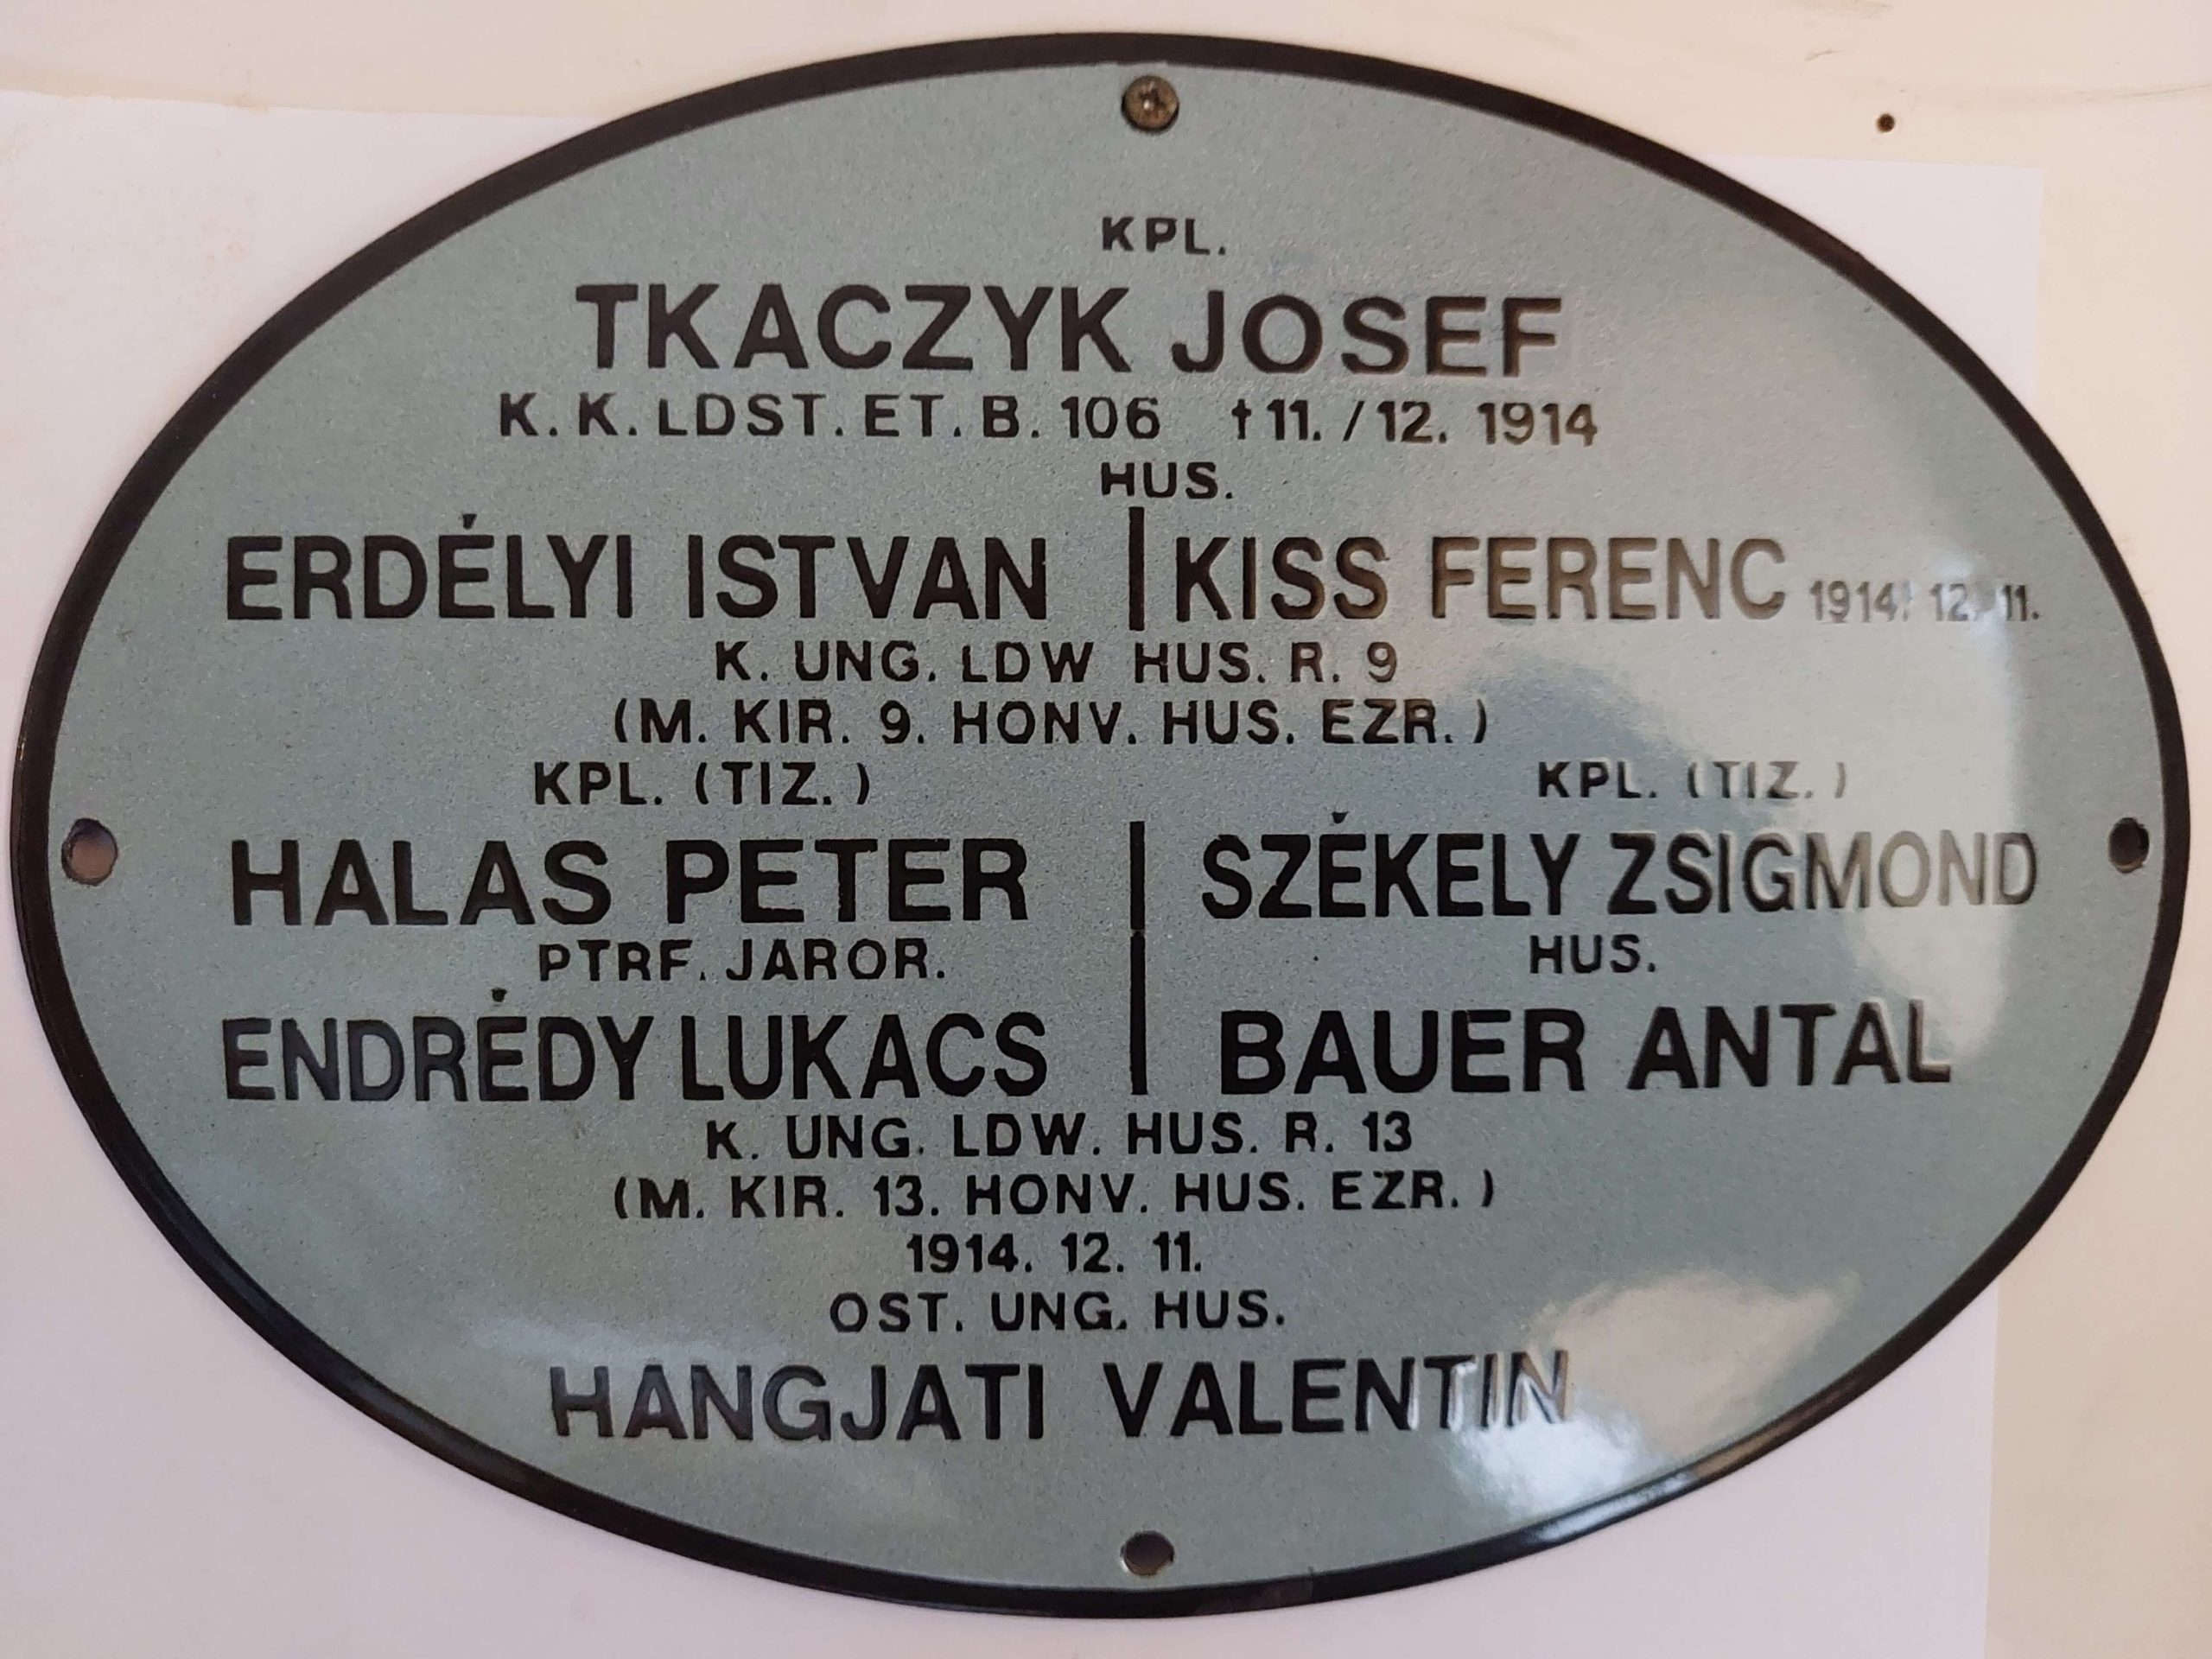 KPL.
TKACZYK JOSEF
K. K. LDST. ET. B. 106 †11. / 12. 1914
HUS.
ERDÉLYI ISTVAN | KISS FERENC 1914. 12. 11.
K. UNG. LDW HUS. R. 9
(M. KIR. 9. HONV. HUS. EZR. )
KPL. (TIZ. ) KPL. (TIZ. )
HALAS PETER | SZÉKELY ZSIGMOND
PTRF. JAROR. HUS.
ENDRÉDY LUKACS | BAUER ANTAL
K. UNG. LDW. HUS. R. 13
(M. KIR. 13. HONV. HUS. EZR. )
1914. 12. 11.
OST. UNG. HUS.
HANGJATI VALENTIN